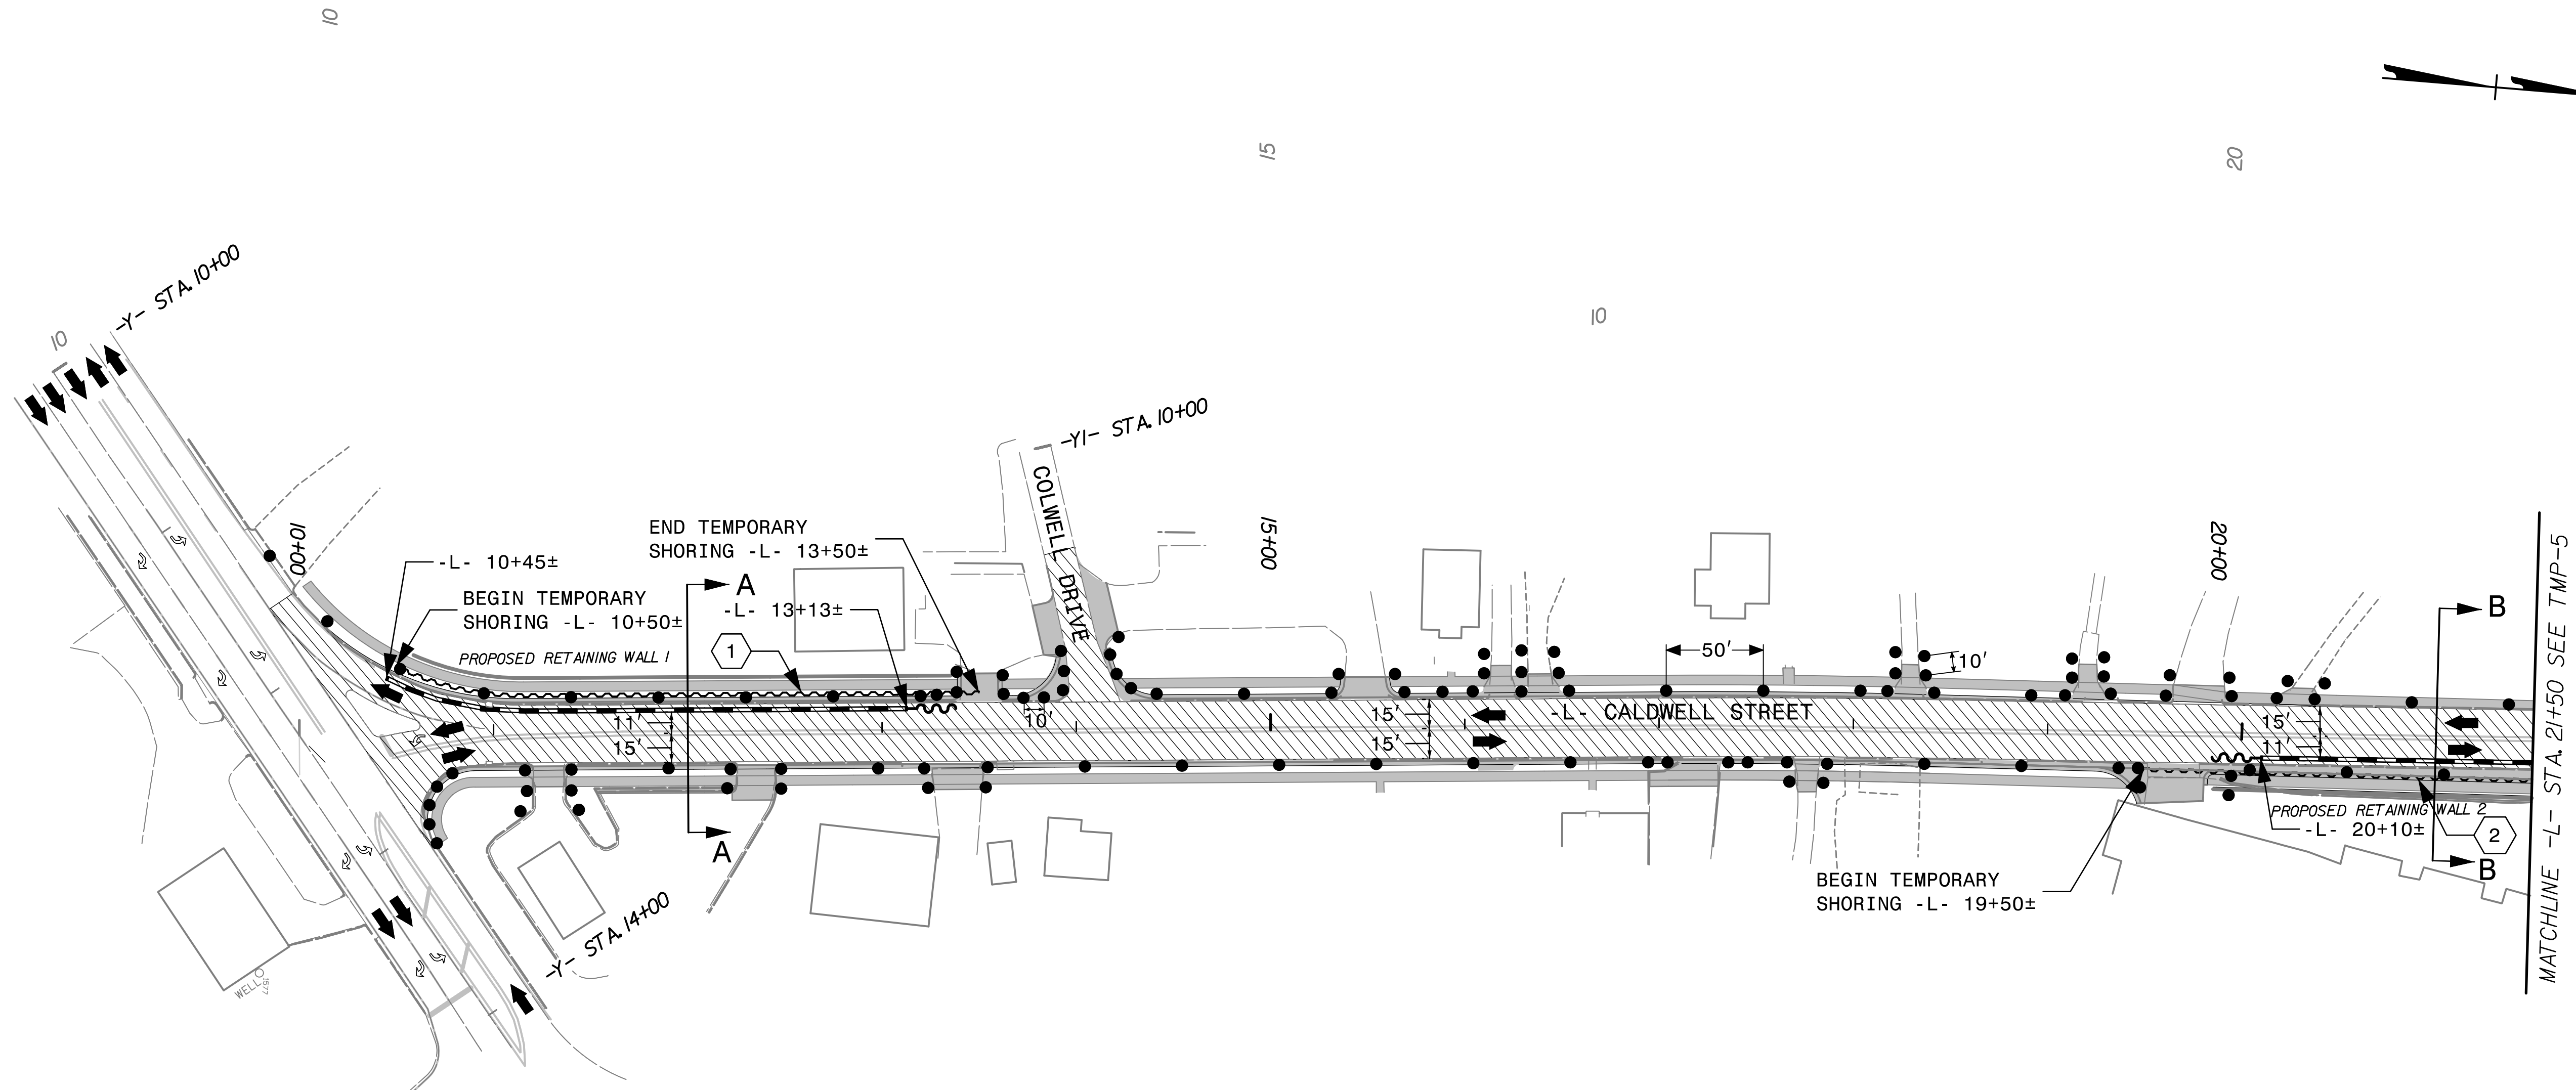 10
15
20
10
10
-Y- STA. 10+00
-Y1- STA. 10+00
COLWELL DRIVE
10+00
15+00
20+00
-L- 10+45±
BEGIN TEMPORARY
SHORING -L- 10+50±
PROPOSED RETAINING WALL 1
END TEMPORARY
SHORING -L- 13+50±
A
-L- 13+13±
1
11'
15'
A
10'
15'
15'
-L- CALDWELL STREET
50'
10'
15'
11'
B
B
PROPOSED RETAINING WALL 2
-L- 20+10±
2
BEGIN TEMPORARY
SHORING -L- 19+50±
MATCHLINE -L- STA. 21+50 SEE TMP-5
-Y- STA. 14+00
WELL
1577